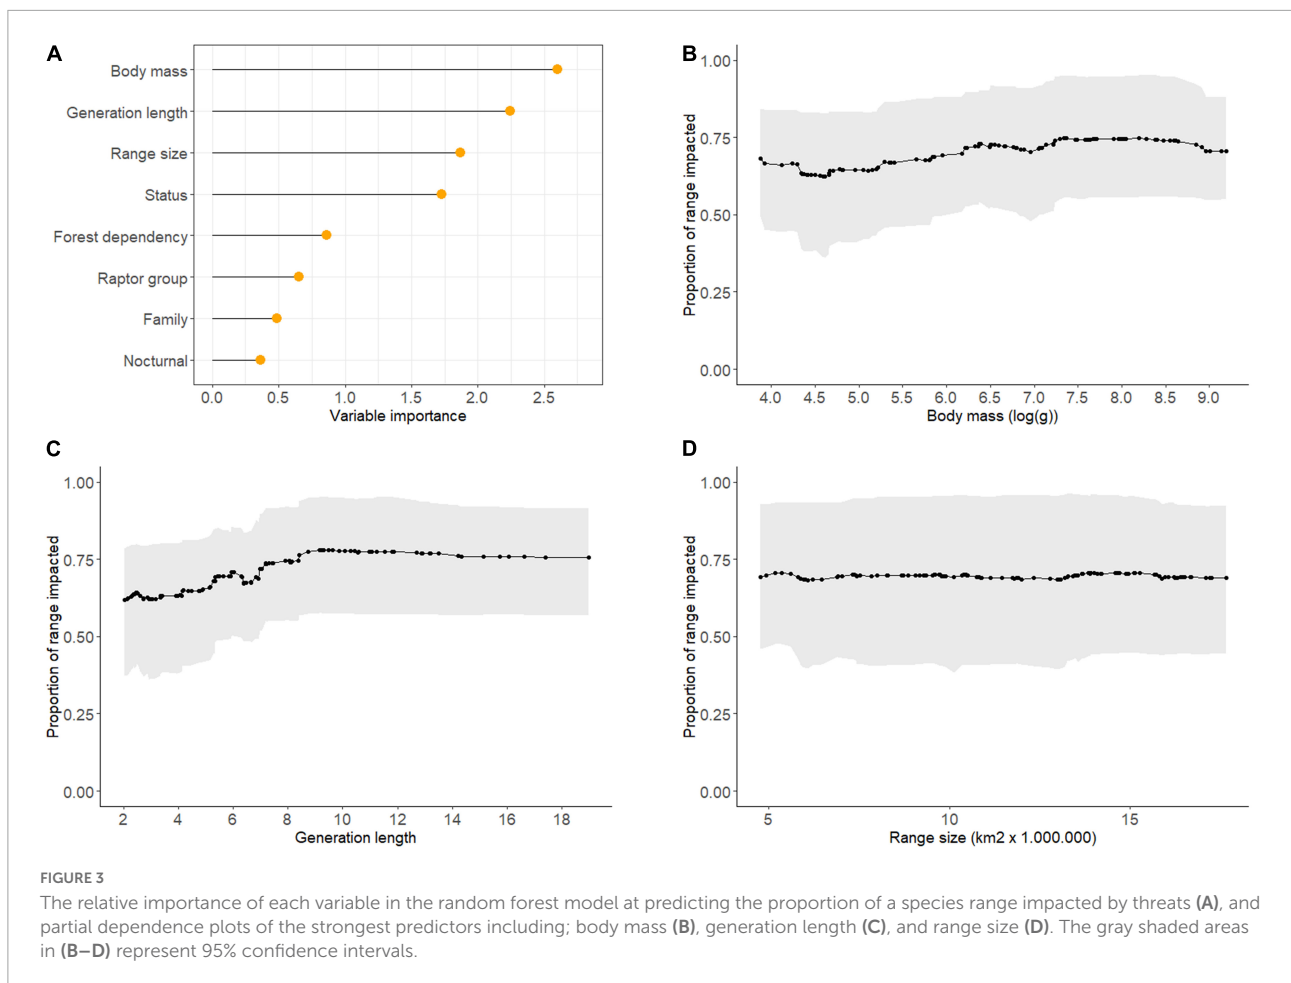 A
Body mass
Generation length
Range size
Status
Forest dependency
Raptor group
Family
Nocturnal
0.0 0.5 1.0 1.5 2.0 2.5
Variable importance
B
Proportion of range impacted
1.00
0.75
0.50
0.25
0.00
4.0 4.5 5.0 5.5 6.0 6.5 7.0 7.5 8.0 8.5 9.0
Body mass (log(g))
C
Proportion of range impacted
1.00
0.75
0.50
0.25
0.00
2 4 6 8 10 12 14 16 18
Generation length
D
Proportion of range impacted
1.00
0.75
0.50
0.25
0.00
5 10 15
Range size (km2 x 1.000.000)
FIGURE 3
The relative importance of each variable in the random forest model at predicting the proportion of a species range impacted by threats (A), and
partial dependence plots of the strongest predictors including; body mass (B), generation length (C), and range size (D). The gray shaded areas
in (B–D) represent 95% confidence intervals.